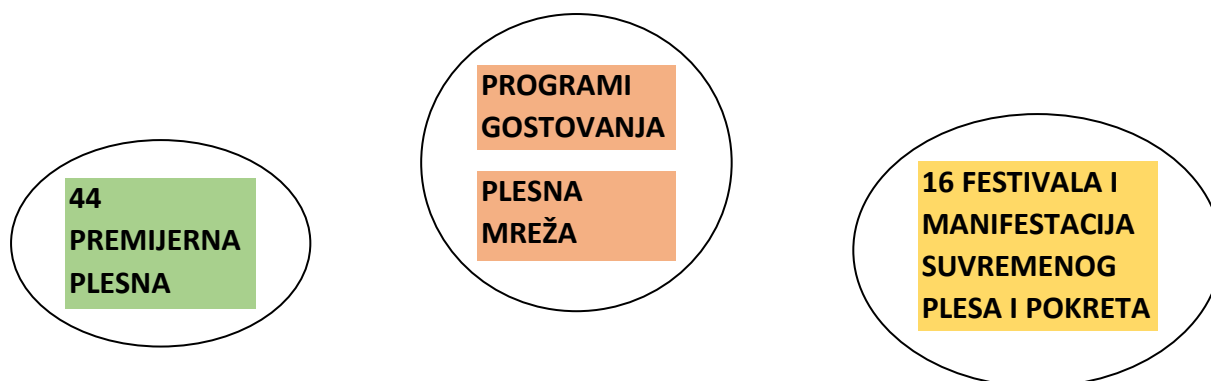 44
PREMIJERNA
PLESNA
PROGRAMI
GOSTOVANJA
PLESNA
MREŽA
16 FESTIVALA I
MANIFESTACIJA
SUVREMENOG
PLESA I POKRETA